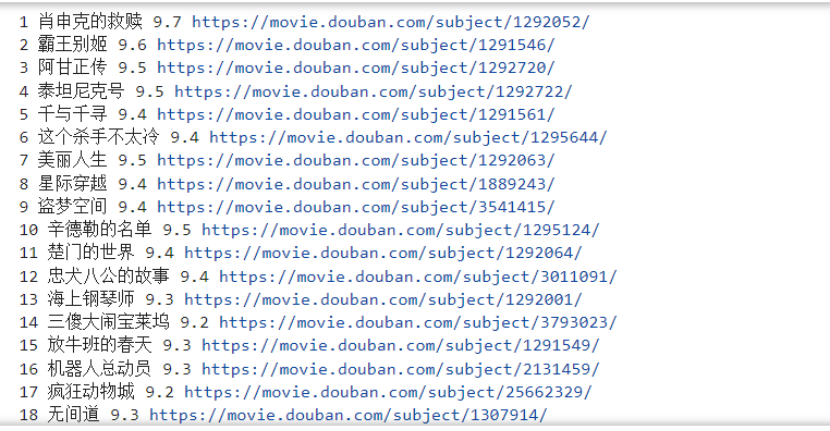 1 肖申克的救赎 9.7 https://movie.douban.com/subject/1292052/
2 霸王别姬 9.6 https://movie.douban.com/subject/1291546/
3 阿甘正传 9.5 https://movie.douban.com/subject/1292720/
4 泰坦尼克号 9.5 https://movie.douban.com/subject/1292722/
5 千与千寻 9.4 https://movie.douban.com/subject/1291561/
6 这个杀手不太冷 9.4 https://movie.douban.com/subject/1295644/
7 美丽人生 9.5 https://movie.douban.com/subject/1292063/
8 星际穿越 9.4 https://movie.douban.com/subject/1889243/
9 盗梦空间 9.4 https://movie.douban.com/subject/3541415/
10 辛德勒的名单 9.5 https://movie.douban.com/subject/1295124/
11 楚门的世界 9.4 https://movie.douban.com/subject/1292064/
12 忠犬八公的故事 9.4 https://movie.douban.com/subject/3011091/
13 海上钢琴师 9.3 https://movie.douban.com/subject/1292001/
14 三傻大闹宝莱坞 9.2 https://movie.douban.com/subject/3793023/
15 放牛班的春天 9.3 https://movie.douban.com/subject/1291549/
16 机器人总动员 9.3 https://movie.douban.com/subject/2131459/
17 疯狂动物城 9.2 https://movie.douban.com/subject/25662329/
18 无间道 9.3 https://movie.douban.com/subject/1307914/